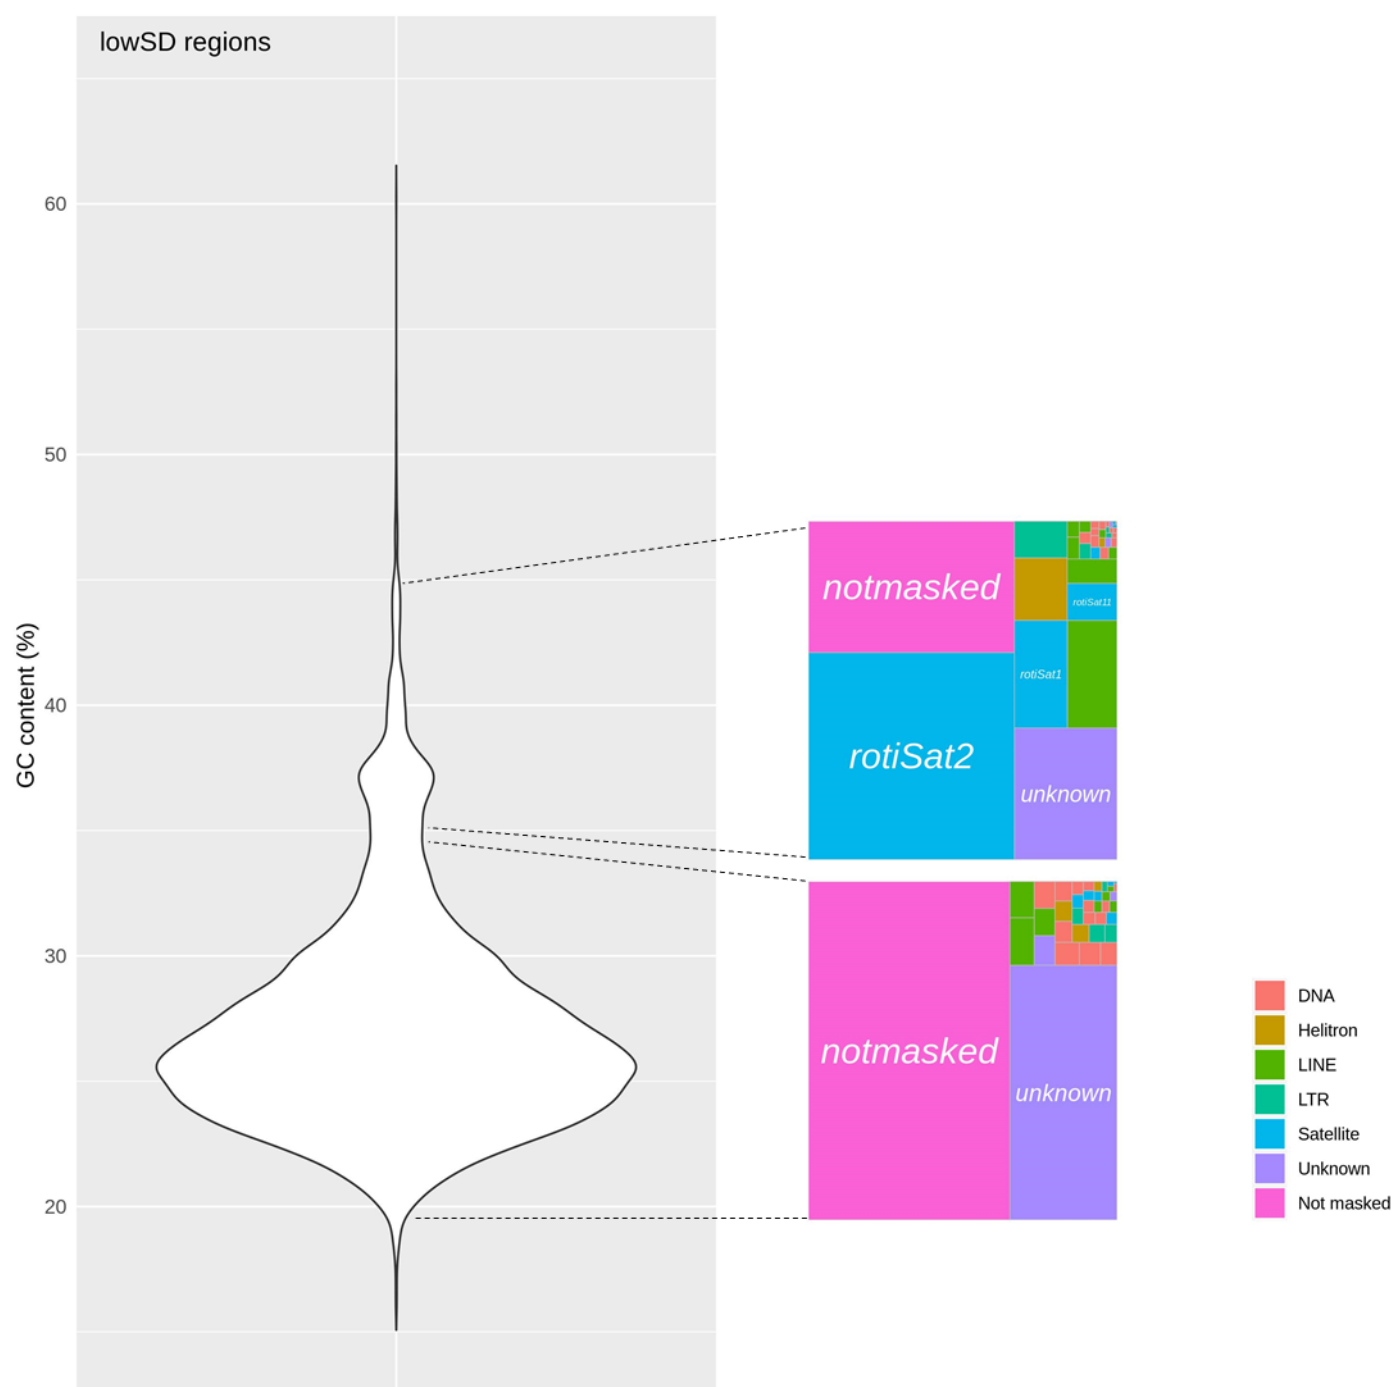 lowSD regions
60
50
40
30
20
GC content (%)
notmasked
rotiSat2
rotiSat11
rotiSat1
unknown
notmasked
unknown
DNA
Helitron
LINE
LTR
Satellite
Unknown
Not masked